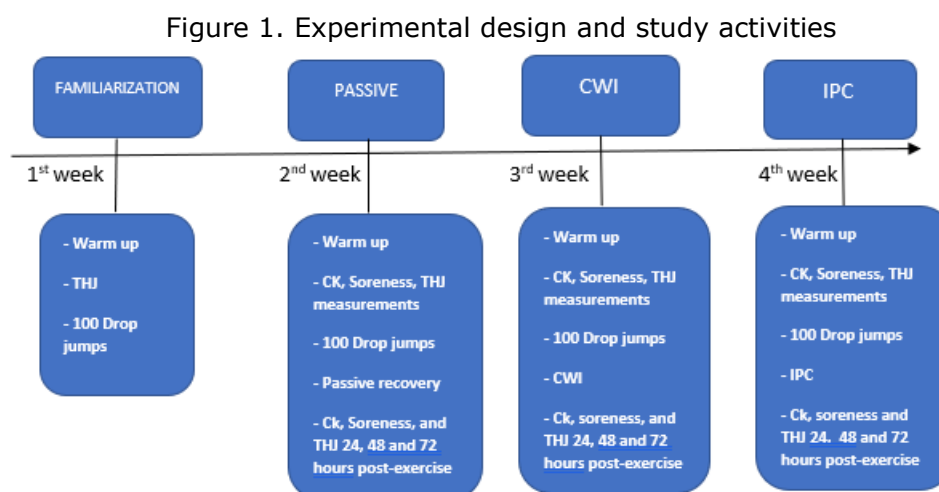 Figure 1. Experimental design and study activities
FAMILIARIZATION
PASSIVE
CWI
IPC
1st week
2nd week
3rd week
4th week
- Warm up
- THJ
- 100 Drop
jumps
- Warm up
- CK, Soreness, THJ
measurements
- 100 Drop jumps
- Passive recovery
- Ck, Soreness, and
THJ 24, 48 and 72
hours post-exercise
- Warm up
- CK, Soreness, THJ
measurements
- 100 Drop jumps
- CWI
- Ck, soreness, and
THJ 24, 48 and 72
hours post-exercise
- Warm up
- CK, Soreness, THJ
measurements
- 100 Drop jumps
- IPC
- Ck, soreness and
THJ 24. 48 and 72
hours post-exercise